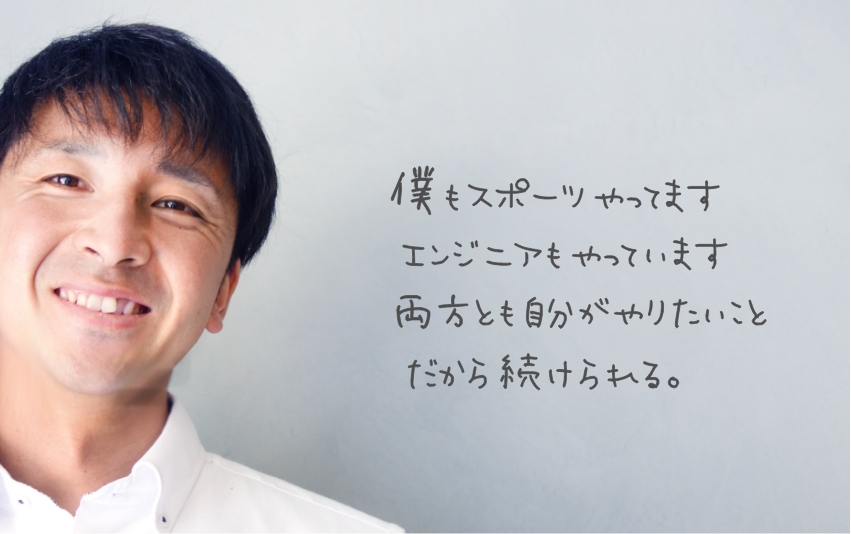 僕もスポーツやってます
エンジニアもやっています
両方とも自分がやりたいこと
だから続けられる。